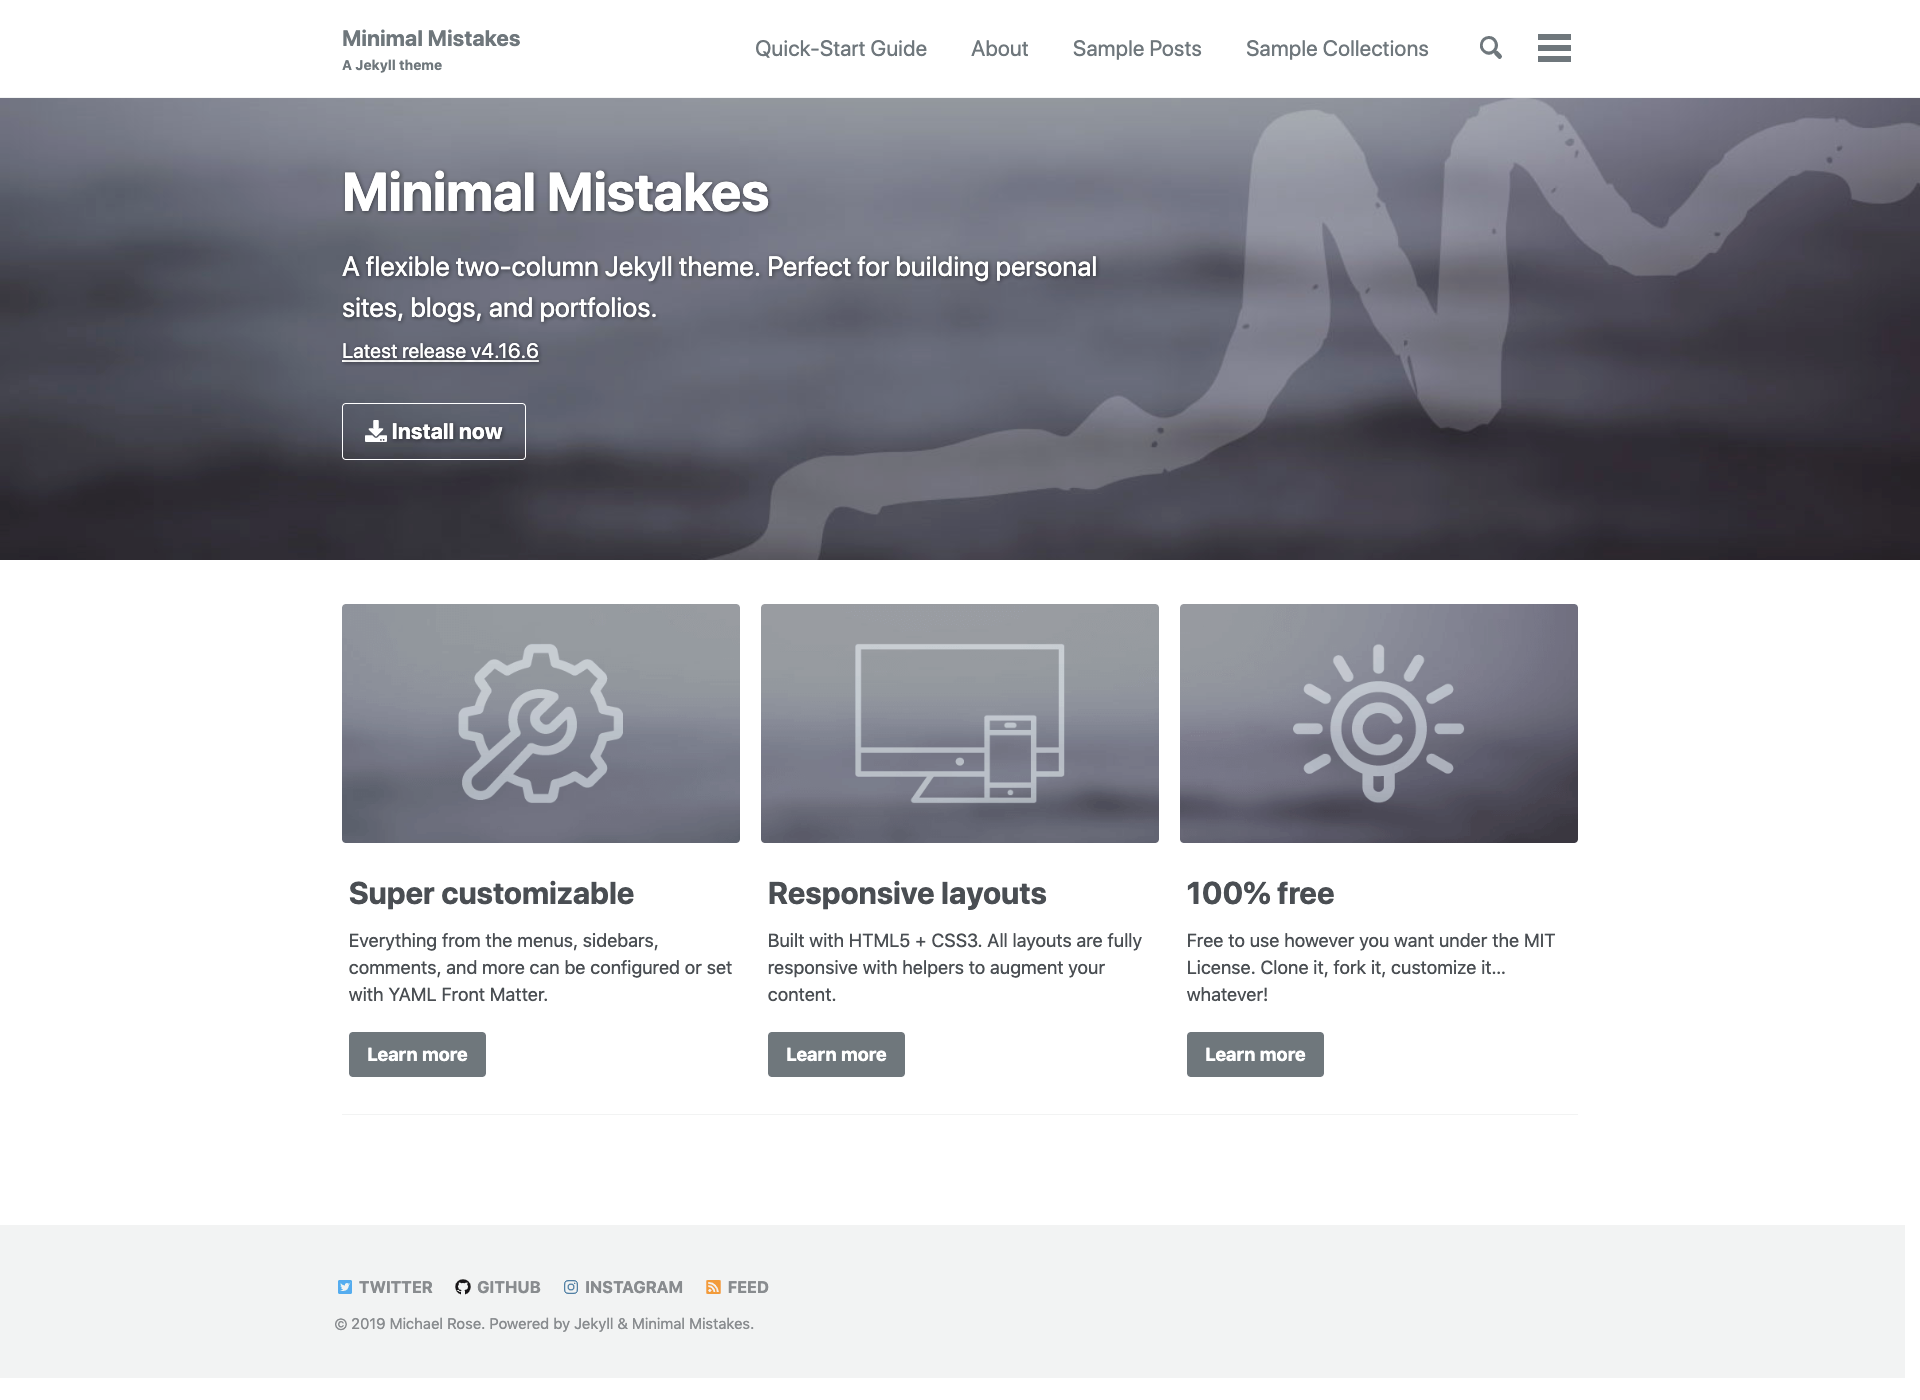 Minimal Mistakes
A Jekyll theme
Quick-Start Guide
About
Sample Posts
Sample Collections
Minimal Mistakes
A flexible two-column Jekyll theme. Perfect for building personal
sites, blogs, and portfolios.
Latest release v4.16.6
Install now
Super customizable
Everything from the menus, sidebars,
comments, and more can be configured or set
with YAML Front Matter.
Learn more
Responsive layouts
Built with HTML5 + CSS3. All layouts are fully
responsive with helpers to augment your
content.
Learn more
100% free
Free to use however you want under the MIT
License. Clone it, fork it, customize it...
whatever!
Learn more
TWITTER
GITHUB
INSTAGRAM
FEED
© 2019 Michael Rose. Powered by Jekyll & Minimal Mistakes.